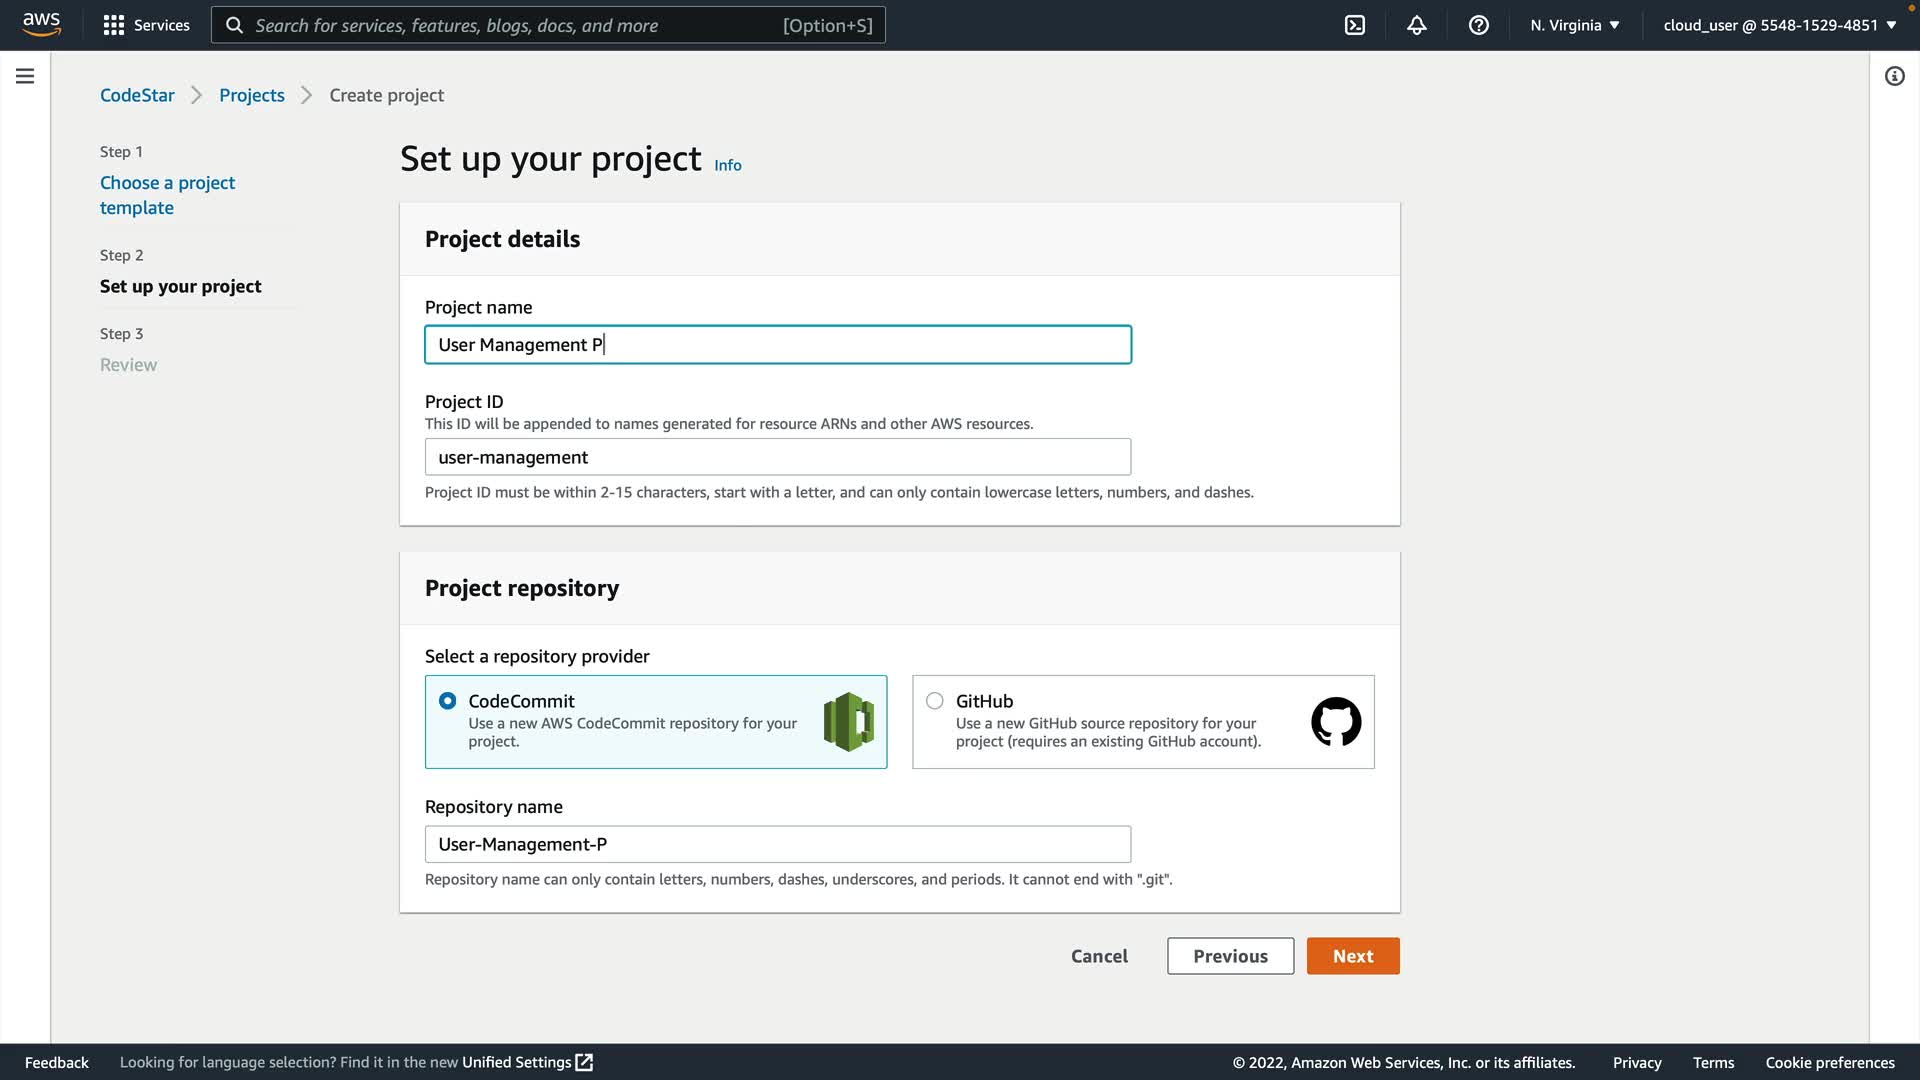 aws
Services
Search for services, features, blogs, docs, and more [Option+S]
N. Virginia ▼
cloud_user @ 5548-1529-4851 ▼
CodeStar > Projects > Create project
Step 1
Choose a project
template
Step 2
Set up your project
Step 3
Review
Set up your project Info
Project details
Project name
User Management P
Project ID
This ID will be appended to names generated for resource ARNs and other AWS resources.
user-management
Project ID must be within 2-15 characters, start with a letter, and can only contain lowercase letters, numbers, and dashes.
Project repository
Select a repository provider
CodeCommit
Use a new AWS CodeCommit repository for your
project.
GitHub
Use a new GitHub source repository for your
project (requires an existing GitHub account).
Repository name
User-Management-P
Repository name can only contain letters, numbers, dashes, underscores, and periods. It cannot end with ".git".
Cancel
Previous
Next
Feedback
Looking for language selection? Find it in the new Unified Settings
© 2022, Amazon Web Services, Inc. or its affiliates.
Privacy
Terms
Cookie preferences